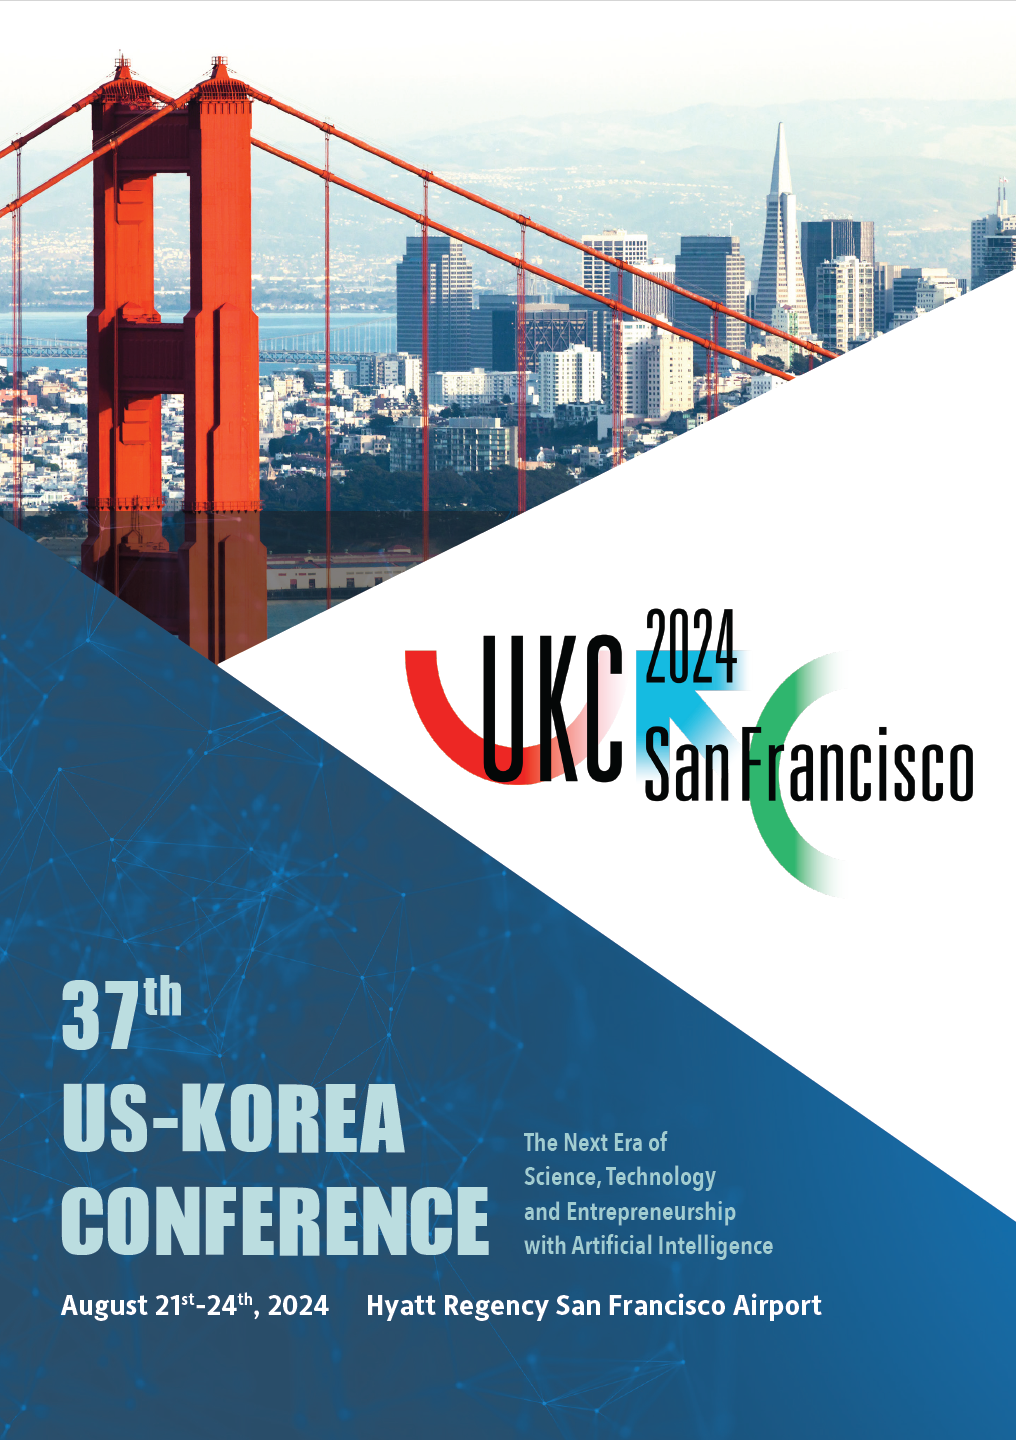 UKC
2024
San Francisco
37th
US-KOREA
CONFERENCE
The Next Era of
Science, Technology
and Entrepreneurship
with Artificial Intelligence
August 21st-24th, 2024 Hyatt Regency San Francisco Airport